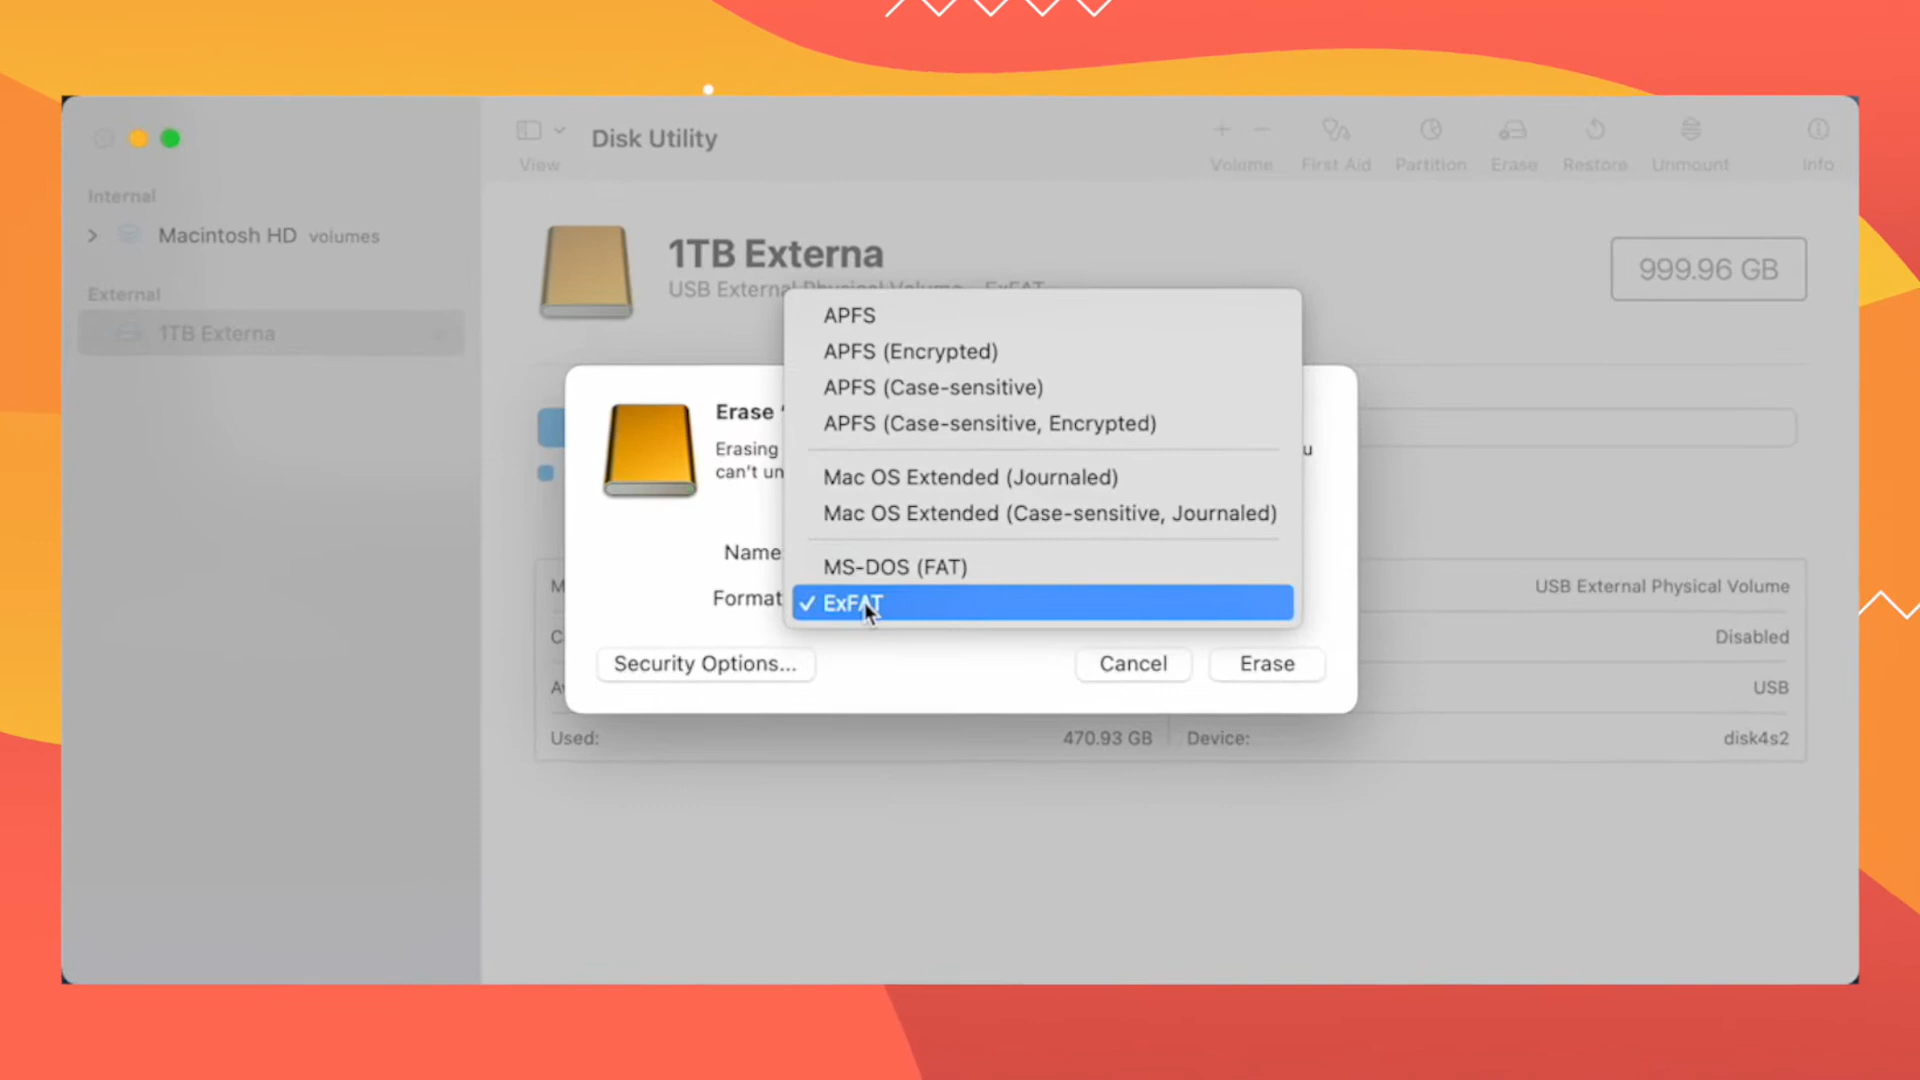 View
Disk Utility
Volume
First Aid
Partition
Erase
Restore
Unmount
Info
Internal
Macintosh HD volumes
External
1TB Externa
1TB Externa
999.96 GB
APFS
APFS (Encrypted)
APFS (Case-sensitive)
APFS (Case-sensitive, Encrypted)
Mac OS Extended (Journaled)
Mac OS Extended (Case-sensitive, Journaled)
MS-DOS (FAT)
✓ ExFAT
Erase "
Erasing
can't un
Name
Format
Security Options...
Cancel
Erase
USB External Physical Volume
Disabled
USB
Used: 470.93 GB
Device: disk4s2